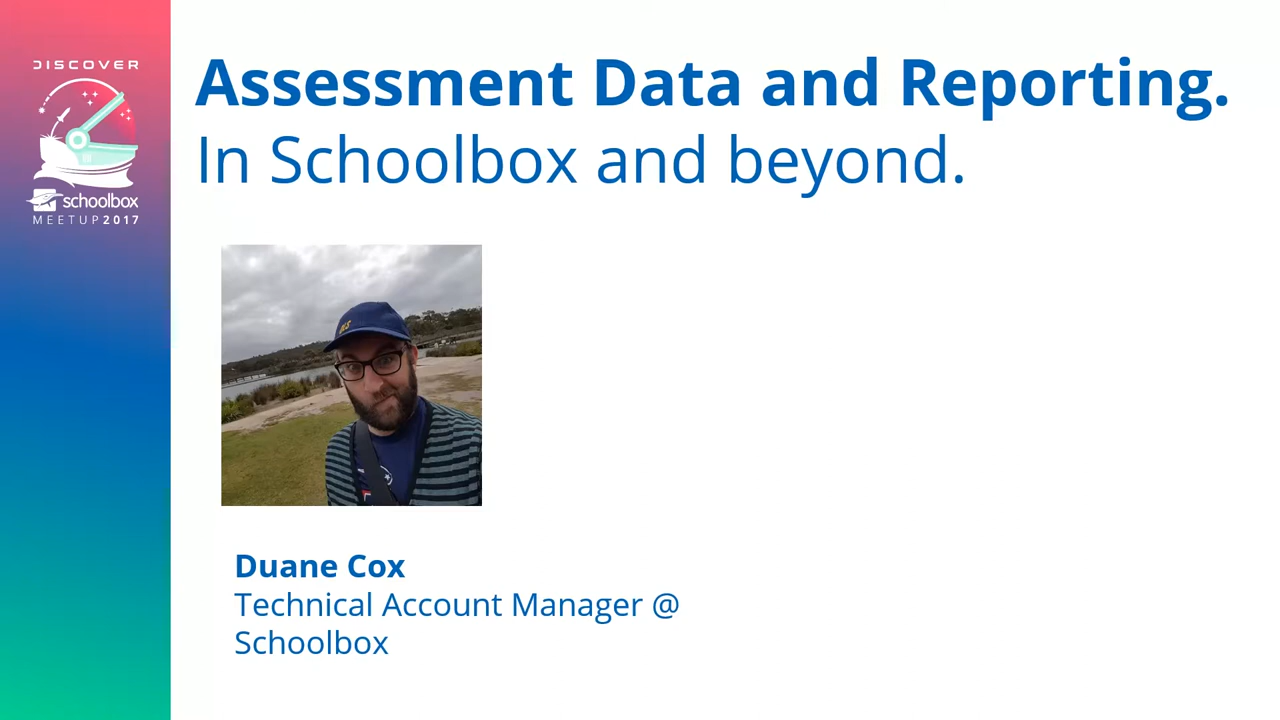 DISCOVER
schoolbox
MEETUP2017
Assessment Data and Reporting.
In Schoolbox and beyond.
Duane Cox
Technical Account Manager @
Schoolbox